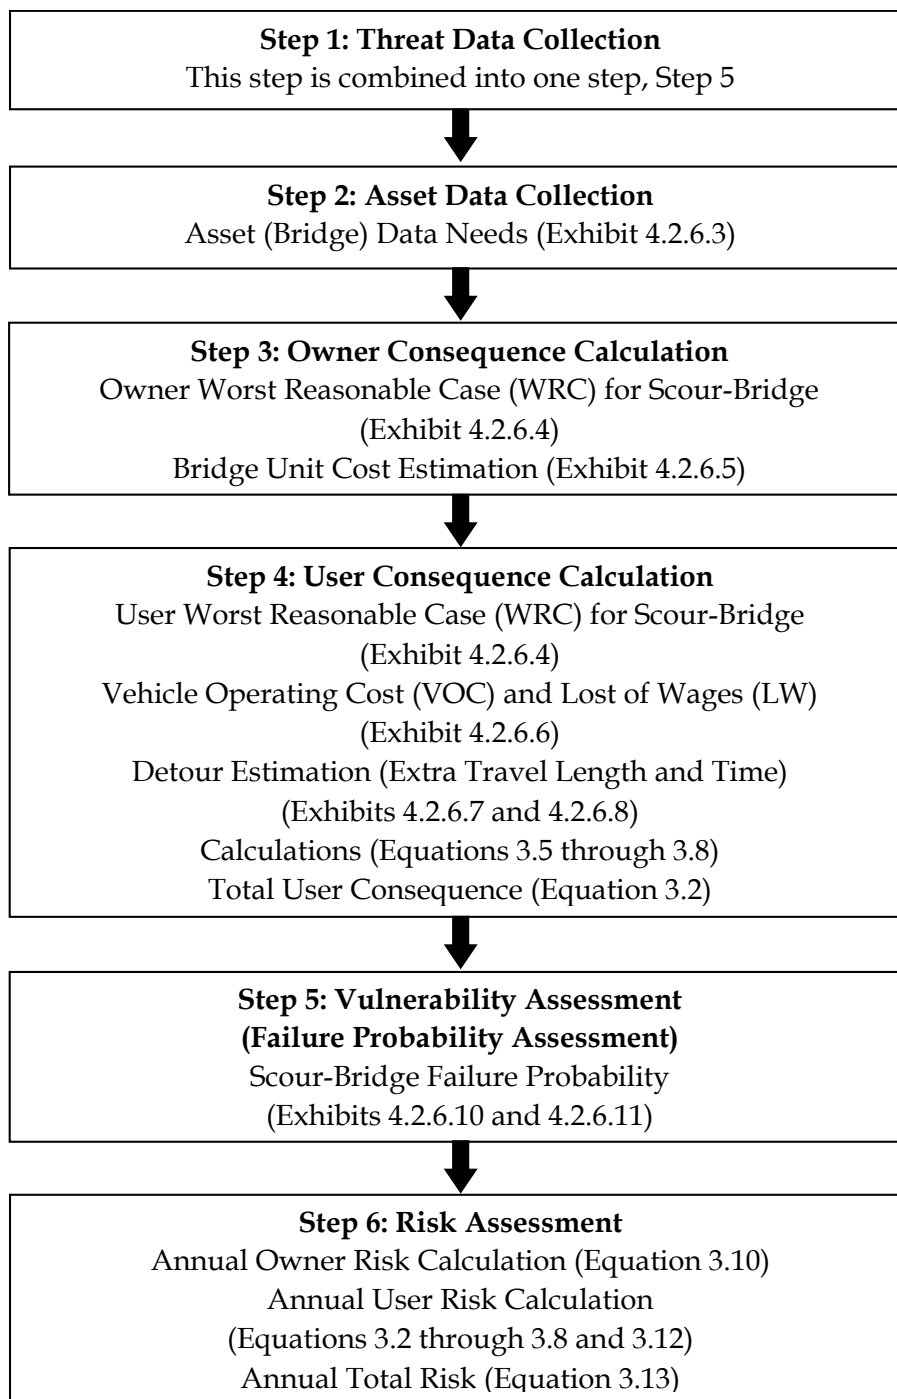 Step 1: Threat Data Collection
This step is combined into one step, Step 5
Step 2: Asset Data Collection
Asset (Bridge) Data Needs (Exhibit 4.2.6.3)
Step 3: Owner Consequence Calculation
Owner Worst Reasonable Case (WRC) for Scour-Bridge
(Exhibit 4.2.6.4)
Bridge Unit Cost Estimation (Exhibit 4.2.6.5)
Step 4: User Consequence Calculation
User Worst Reasonable Case (WRC) for Scour-Bridge
(Exhibit 4.2.6.4)
Vehicle Operating Cost (VOC) and Lost of Wages (LW)
(Exhibit 4.2.6.6)
Detour Estimation (Extra Travel Length and Time)
(Exhibits 4.2.6.7 and 4.2.6.8)
Calculations (Equations 3.5 through 3.8)
Total User Consequence (Equation 3.2)
Step 5: Vulnerability Assessment
(Failure Probability Assessment)
Scour-Bridge Failure Probability
(Exhibits 4.2.6.10 and 4.2.6.11)
Step 6: Risk Assessment
Annual Owner Risk Calculation (Equation 3.10)
Annual User Risk Calculation
(Equations 3.2 through 3.8 and 3.12)
Annual Total Risk (Equation 3.13)